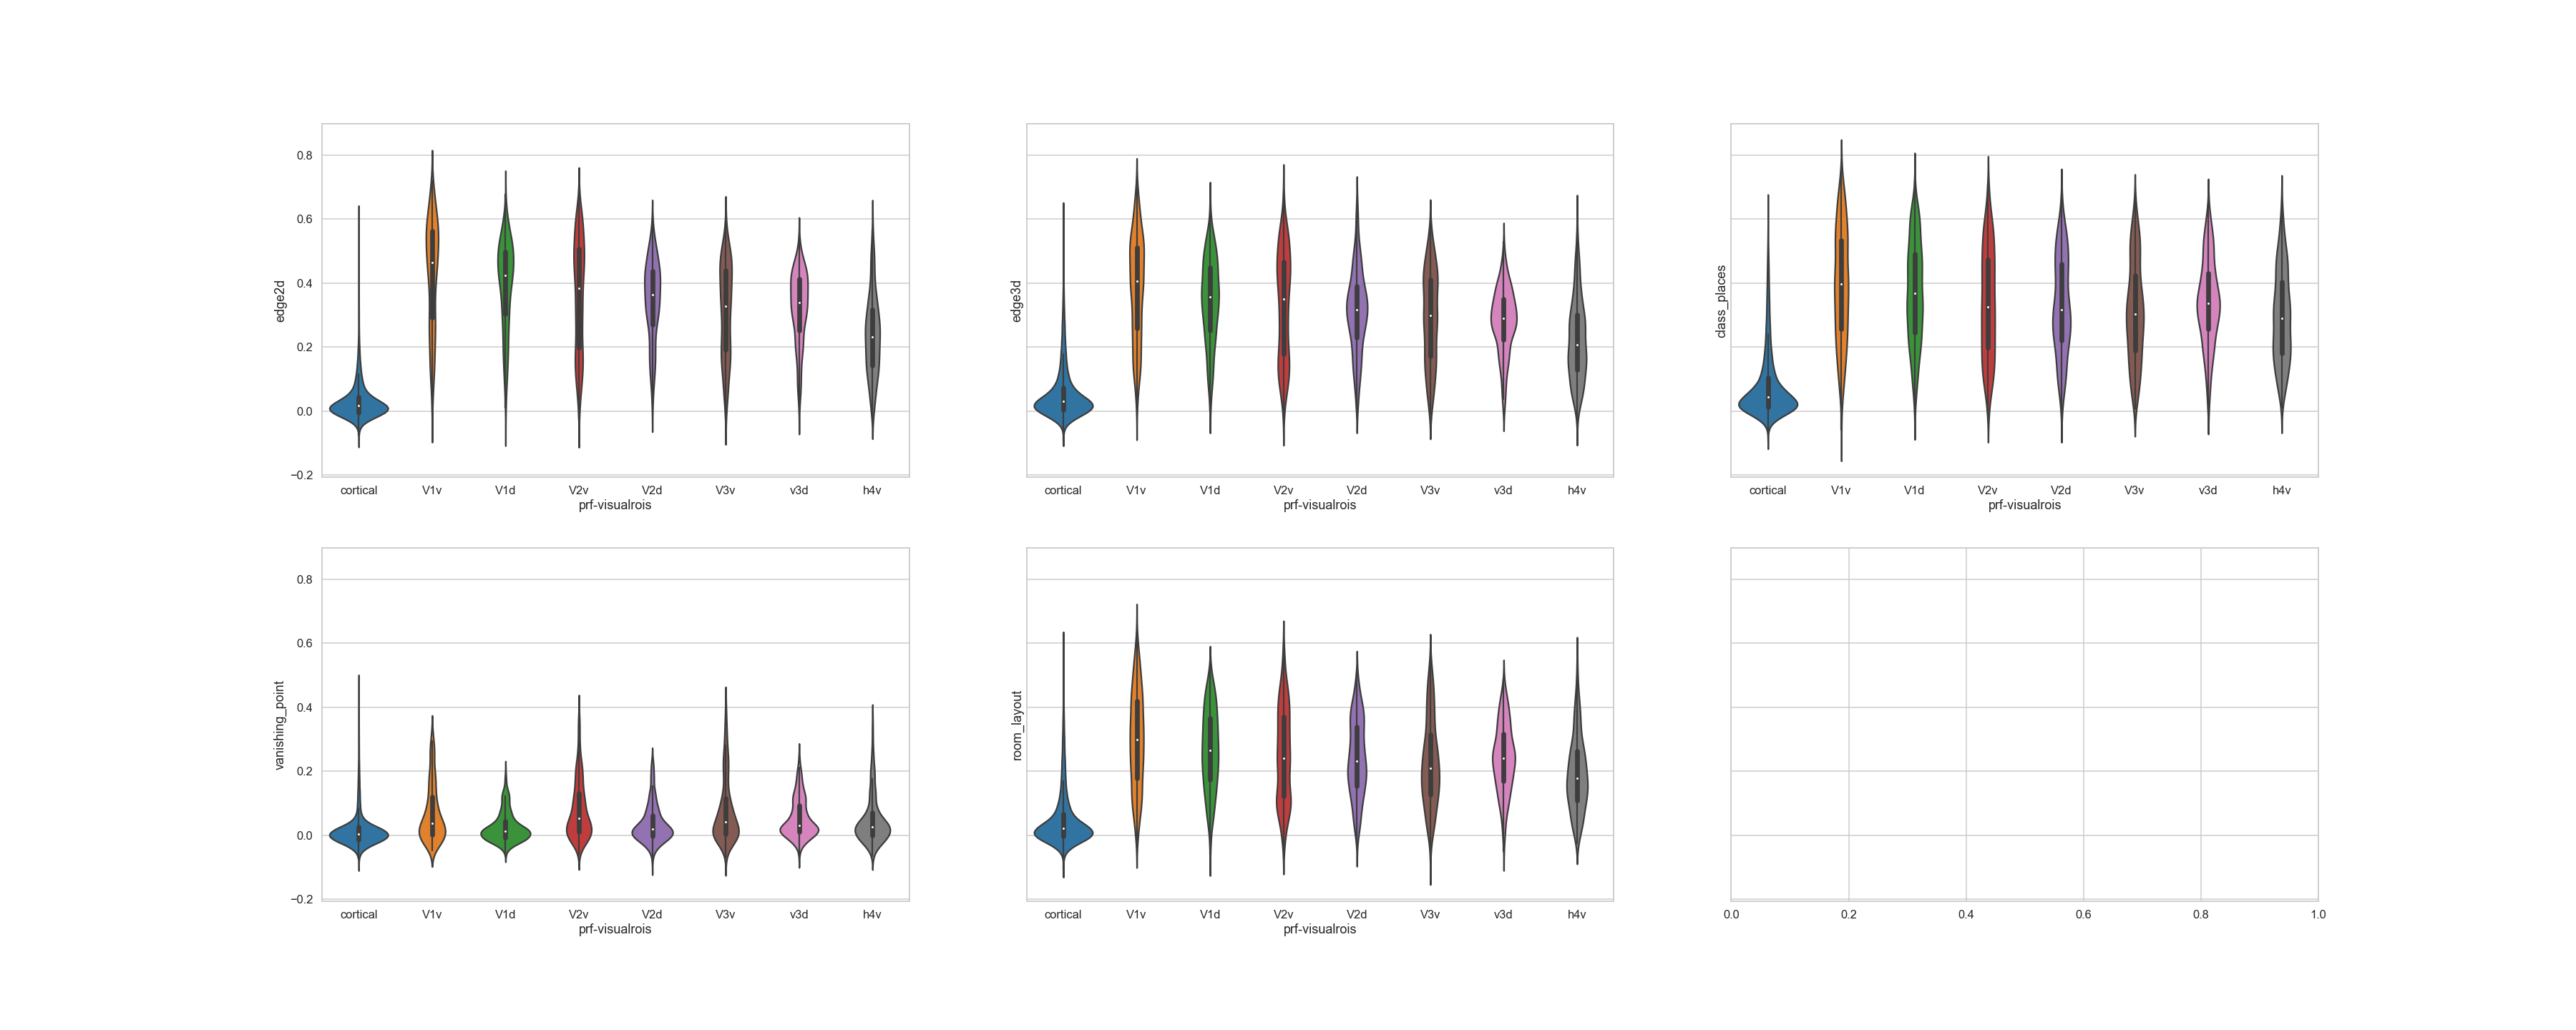 0.8
0.6
0.4
0.2
0.0
−0.2
edge2d
cortical V1v V1d V2v V2d V3v v3d h4v
prf-visualrois
edge3d
cortical V1v V1d V2v V2d V3v v3d h4v
prf-visualrois
class_places
cortical V1v V1d V2v V2d V3v v3d h4v
prf-visualrois
0.8
0.6
0.4
0.2
0.0
−0.2
vanishing_point
cortical V1v V1d V2v V2d V3v v3d h4v
prf-visualrois
room_layout
cortical V1v V1d V2v V2d V3v v3d h4v
prf-visualrois
0.0 0.2 0.4 0.6 0.8 1.0